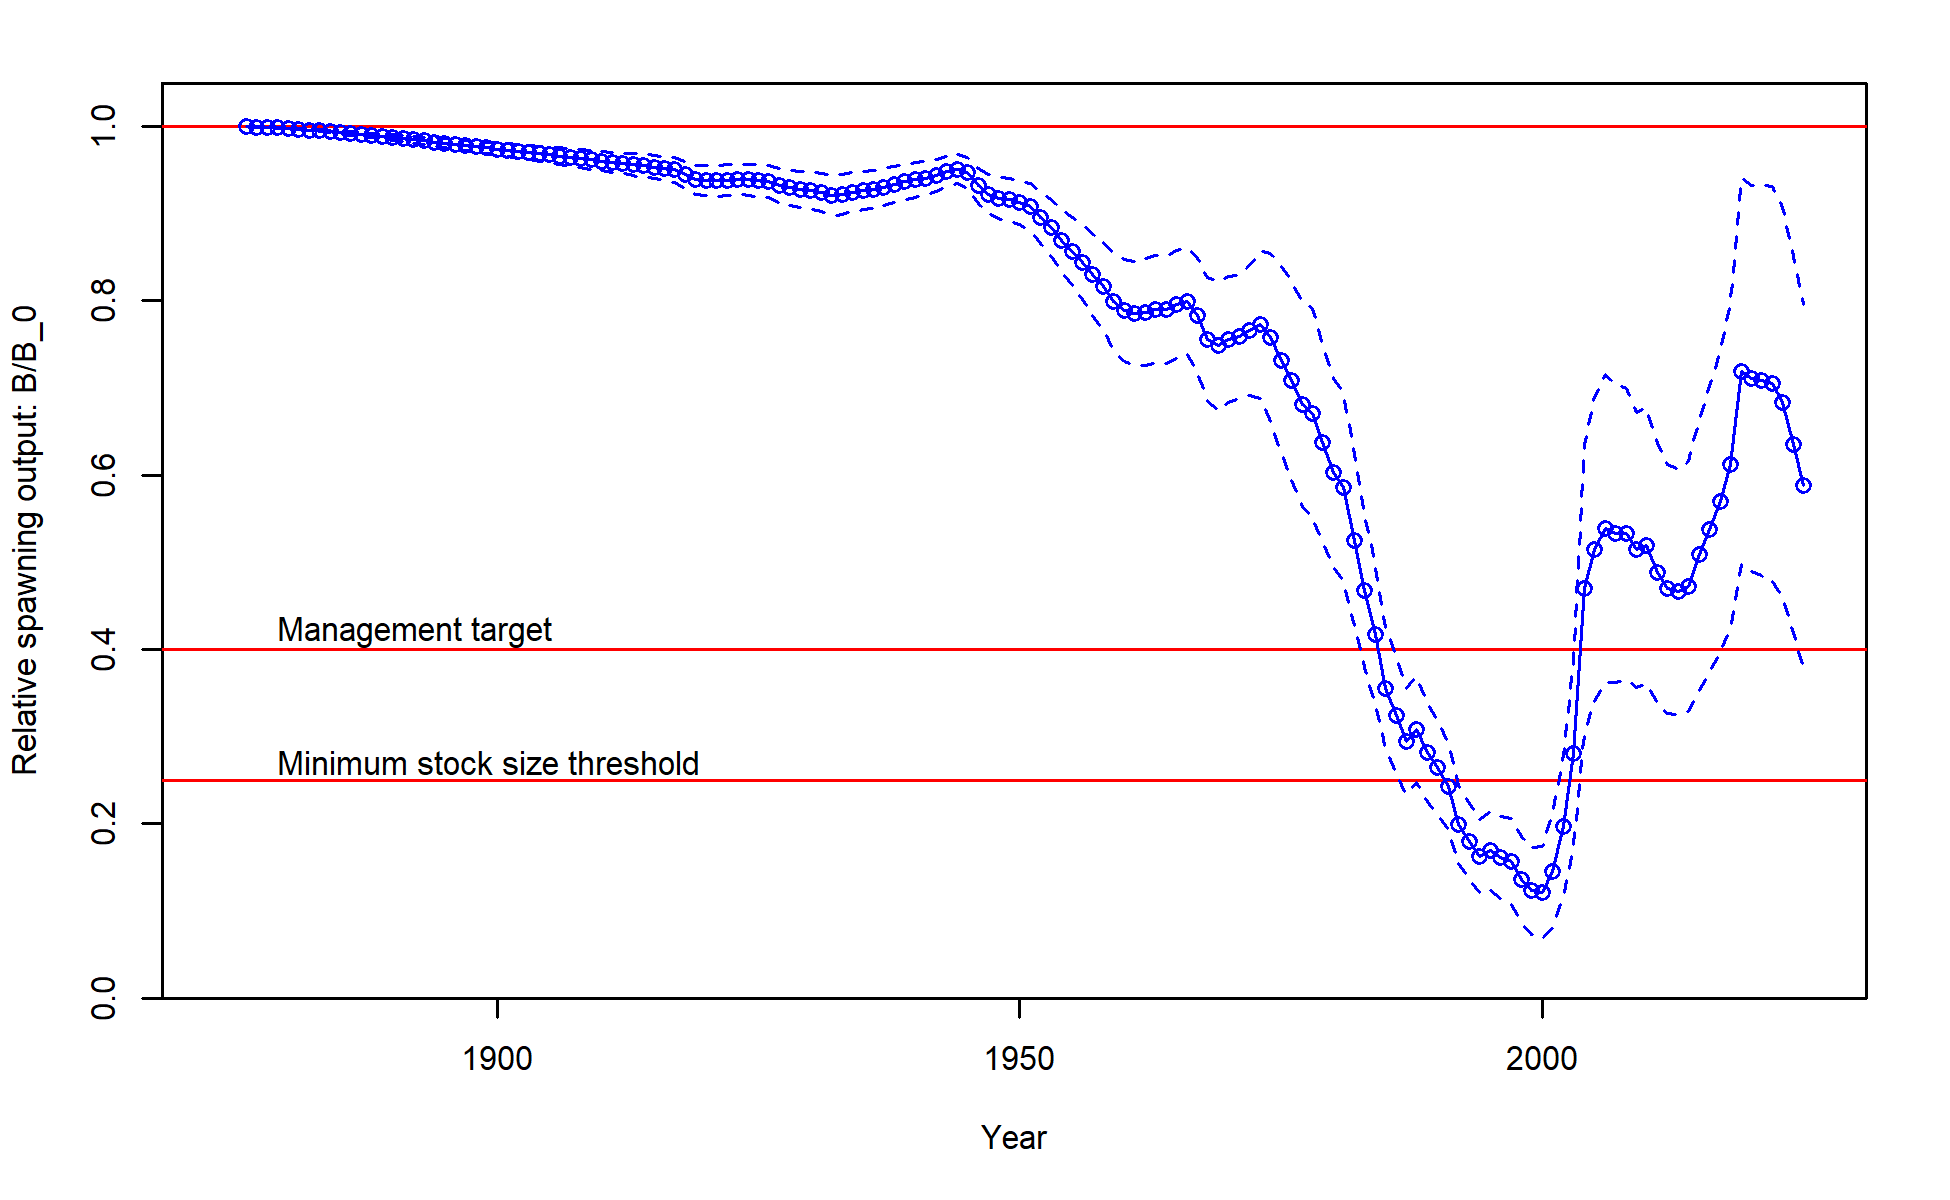 Relative spawning output: B/B_0
1.0
0.8
0.6
0.4
0.2
0.0
Management target
Minimum stock size threshold
1900
1950
2000
Year